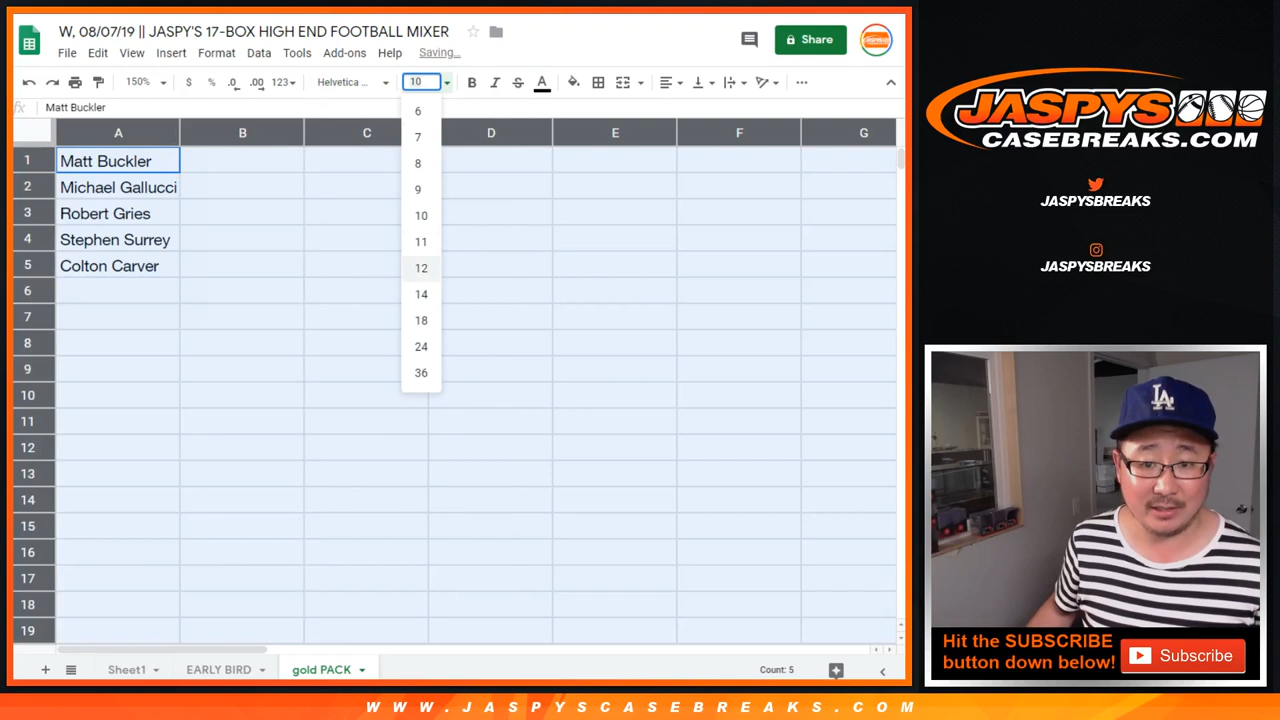 W, 08/07/19 || JASPY'S 17-BOX HIGH END FOOTBALL MIXER
File Edit View Insert Format Data Tools Add-ons Help Saving…
Share
150% $ % .0 .00 123 Helvetica ... 10 B I S A
fx Matt Buckler
A B C D E F G
1 Matt Buckler
2 Michael Gallucci
3 Robert Gries
4 Stephen Surrey
5 Colton Carver
6
7
8
9
10
11
12
13
14
15
16
17
18
19
6
7
8
9
10
11
12
14
18
24
36
Sheet1 EARLY BIRD gold PACK Count: 5
JASPYS
CASEBREAKS.COM
JASPYSBREAKS
JASPYSBREAKS
LA
Hit the SUBSCRIBE
button down below!
Subscribe
WWW.JASPYSCASEBREAKS.COM